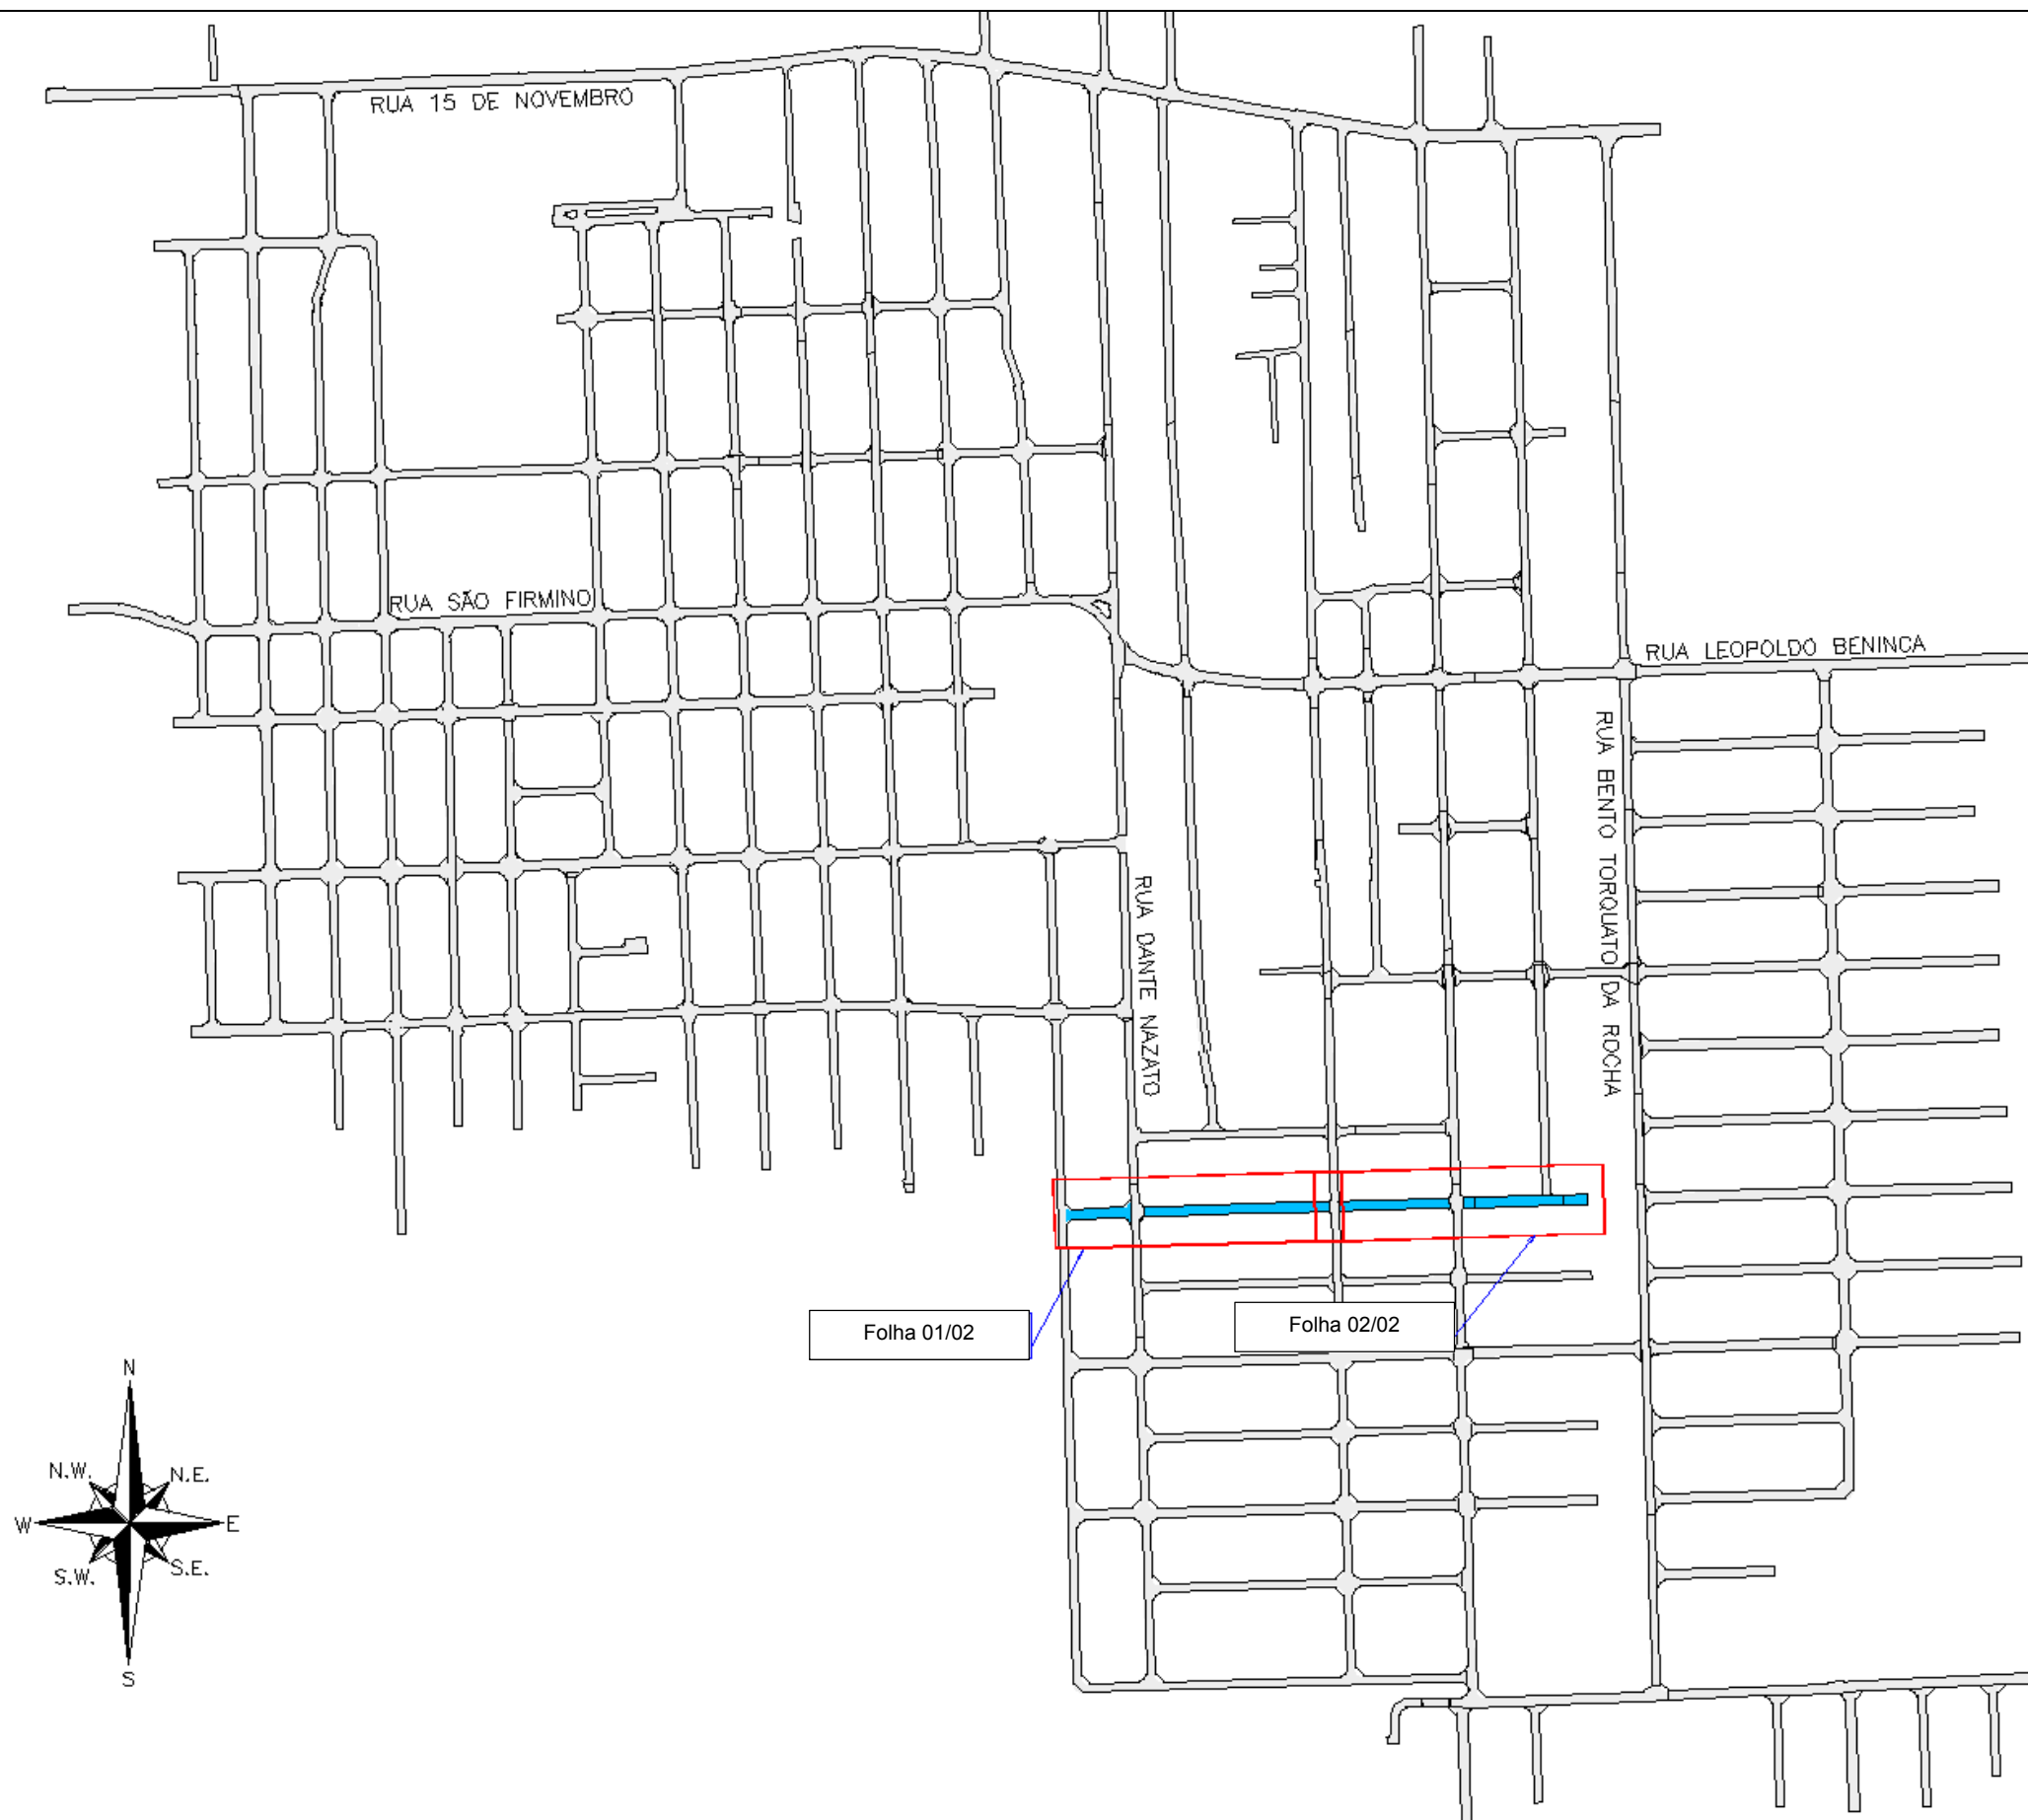 RUA 15 DE NOVEMBRO
RUA SÃO FIRMINO
RUA LEOPOLDO BENINCA
RUA BENTO TORQUATO DA ROCHA
RUA DANTE NAZATO
Folha 01/02
Folha 02/02
N
N.W.
N.E.
W
E
S.W.
S.E.
S